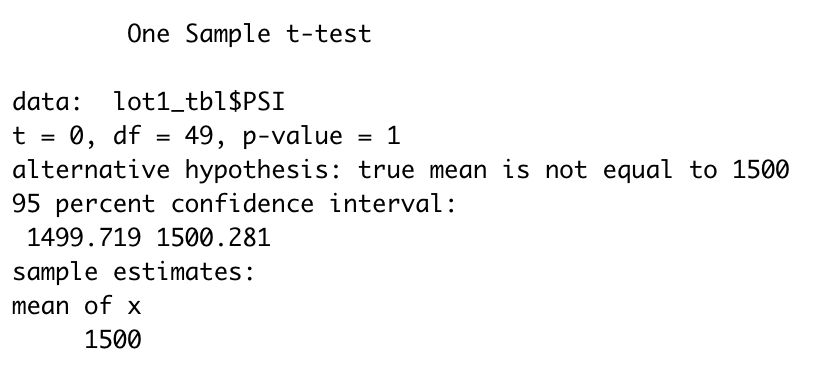 One Sample t-test
data:  lot1_tbl$PSI
t = 0, df = 49, p-value = 1
alternative hypothesis: true mean is not equal to 1500
95 percent confidence interval:
1499.719 1500.281
sample estimates:
mean of x
1500